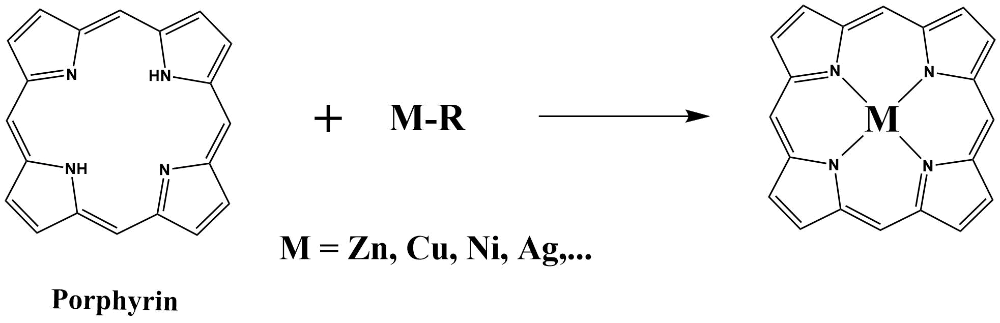 N HN
NH N
+ M-R
N N
M
N N
M = Zn, Cu, Ni, Ag,...
Porphyrin